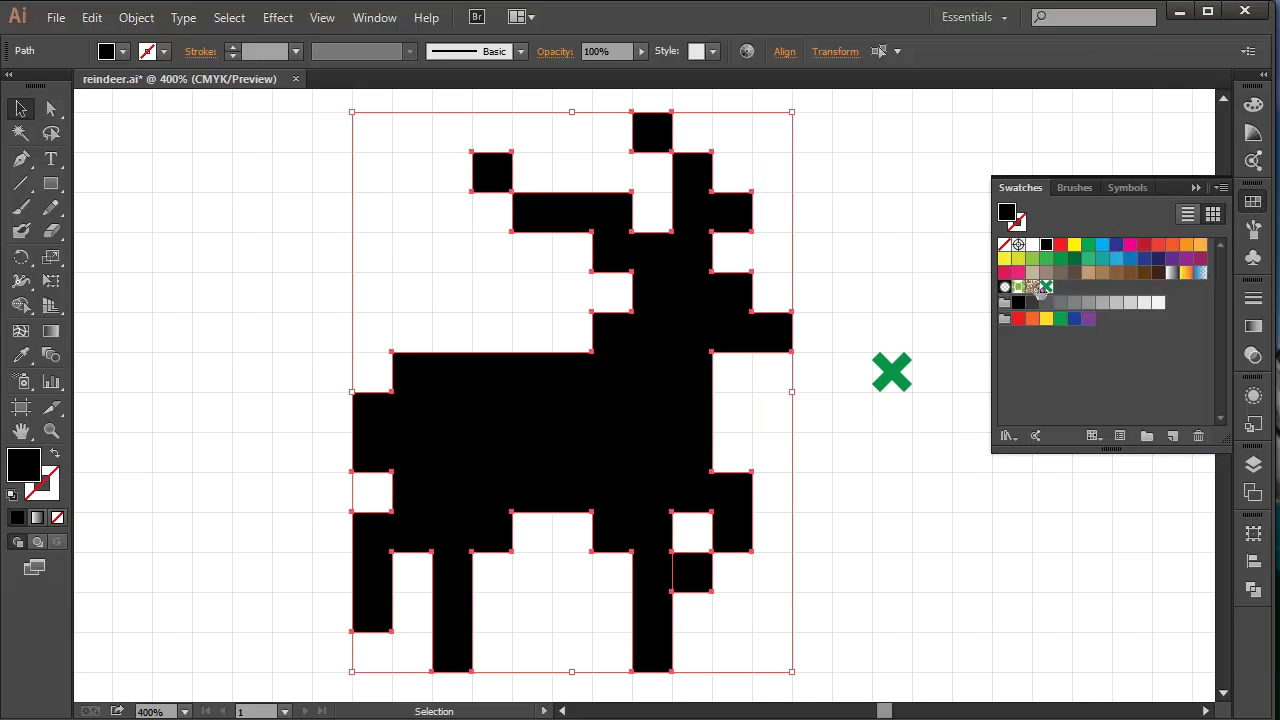 Ai File Edit Object Type Select Effect View Window Help Br Essentials
Path Stroke: Basic Opacity: 100% Style: Align Transform
reindeer.ai* @ 400% (CMYK/Preview) ×
Swatches Brushes Symbols
T
400% 1 Selection